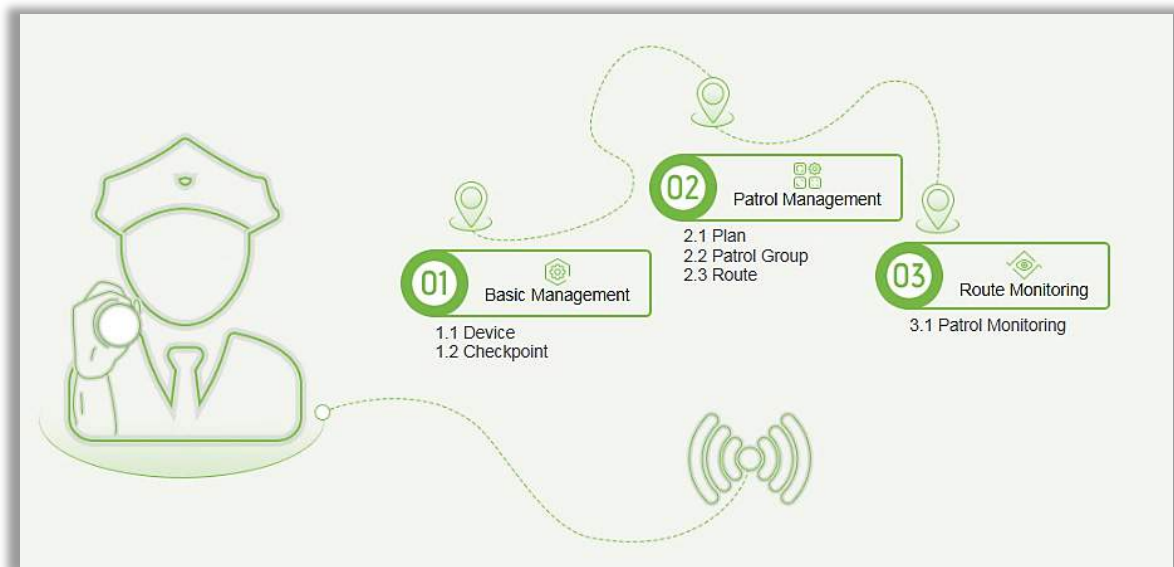 01
Basic Management
1.1 Device
1.2 Checkpoint
02
Patrol Management
2.1 Plan
2.2 Patrol Group
2.3 Route
03
Route Monitoring
3.1 Patrol Monitoring